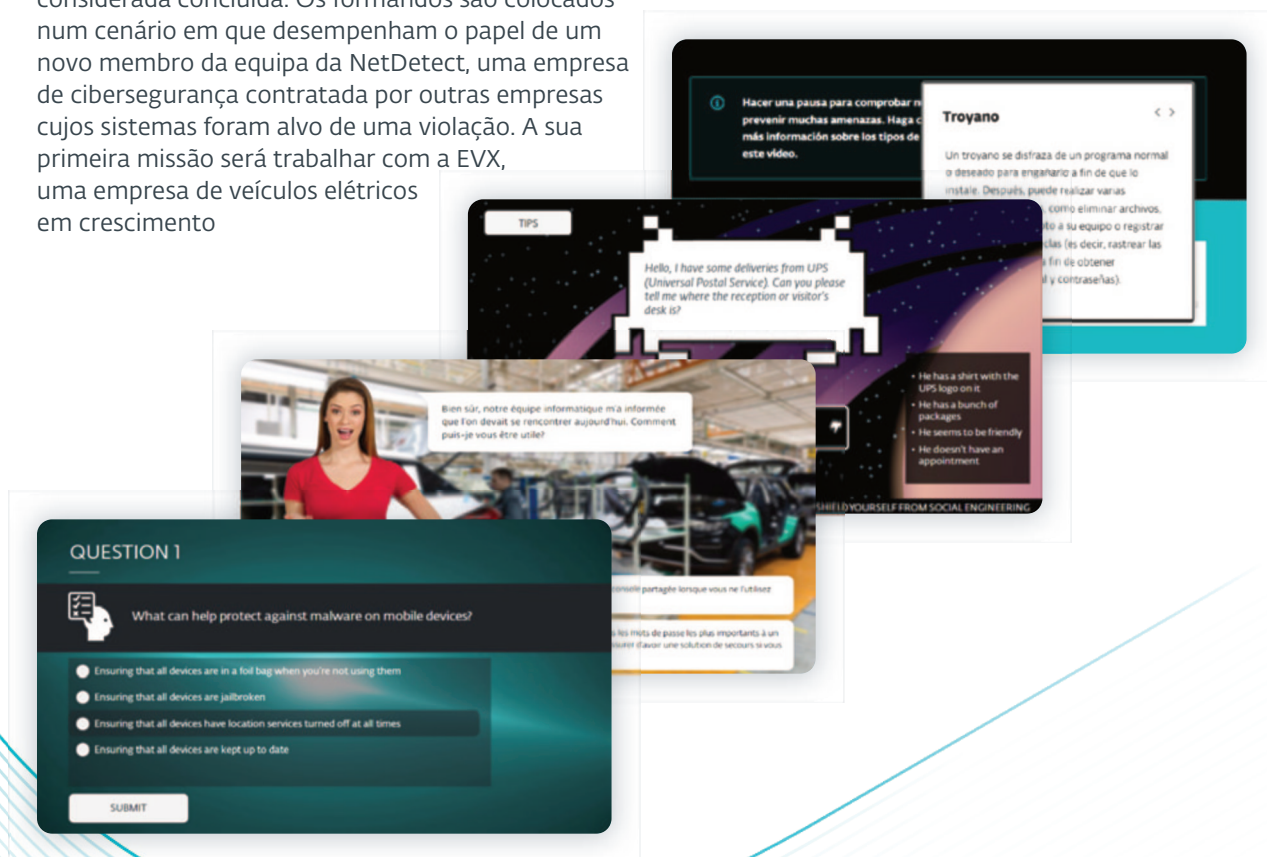 considerada concluída. Os formandos são colocados
num cenário em que desempenham o papel de um
novo membro da equipa da NetDetect, uma empresa
de cibersegurança contratada por outras empresas
cujos sistemas foram alvo de uma violação. A sua
primeira missão será trabalhar com a EVX,
uma empresa de veículos elétricos
em crescimento
Hacer una pausa para comprobar
prevenir muchas amenazas. Haga
más información sobre los tipos de
este vídeo.
Troyano
< >
Un troyano se disfraza de un programa normal
o deseado para engañarlo a fin de que lo
instale. Después, puede realizar varias
como eliminar archivos,
a su equipo o registrar
(es decir, rastrear las
a fin de obtener
y contraseñas).
TIPS
Hello, I have some deliveries from UPS
(Universal Postal Service). Can you please
tell me where the reception or visitor's
desk is?
• He has a shirt with the
UPS logo on it
• He has a bunch of
packages
• He seems to be friendly
• He doesn't have an
appointment
SHIELD YOURSELF FROM SOCIAL ENGINEERING
Bien sûr, notre équipe informatique m'a informée
que l'on devait se rencontrer aujourd'hui. Comment
puis-je vous être utile?
partagée lorsque vous ne l'utilisez
les mots de passe les plus importants à un
d'avoir une solution de secours si vous
QUESTION 1
What can help protect against malware on mobile devices?
Ensuring that all devices are in a foil bag when you're not using them
Ensuring that all devices are jailbroken
Ensuring that all devices have location services turned off at all times
Ensuring that all devices are kept up to date
SUBMIT